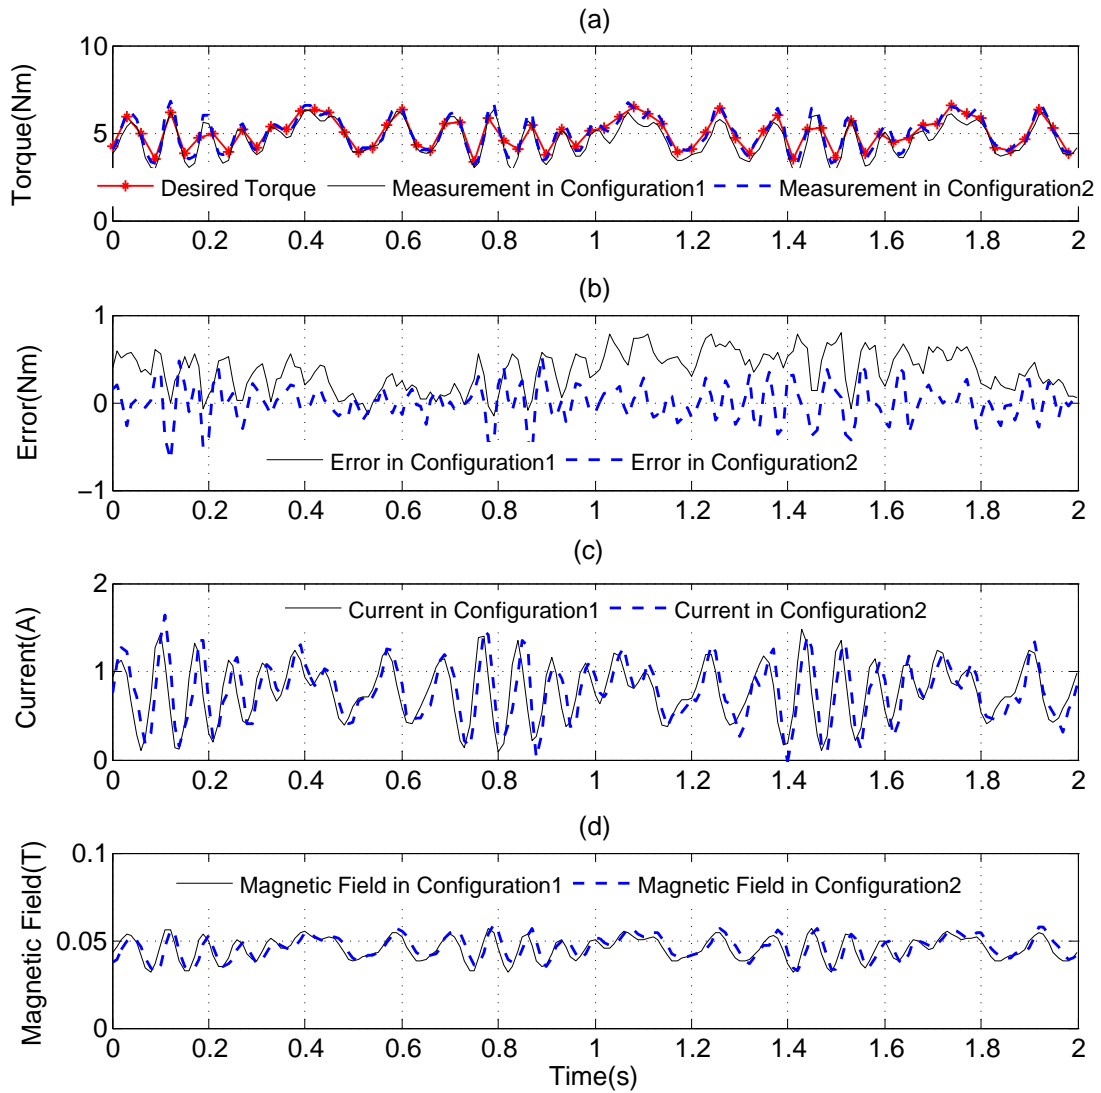 (a)
Torque(Nm)
10
5
0
Desired Torque Measurement in Configuration1 Measurement in Configuration2
0 0.2 0.4 0.6 0.8 1 1.2 1.4 1.6 1.8 2
(b)
Error(Nm)
1
0
−1
Error in Configuration1 Error in Configuration2
0 0.2 0.4 0.6 0.8 1 1.2 1.4 1.6 1.8 2
(c)
Current(A)
2
1
0
Current in Configuration1 Current in Configuration2
0 0.2 0.4 0.6 0.8 1 1.2 1.4 1.6 1.8 2
(d)
Magnetic Field(T)
0.1
0.05
0
Magnetic Field in Configuration1 Magnetic Field in Configuration2
0 0.2 0.4 0.6 0.8 1 1.2 1.4 1.6 1.8 2
Time(s)